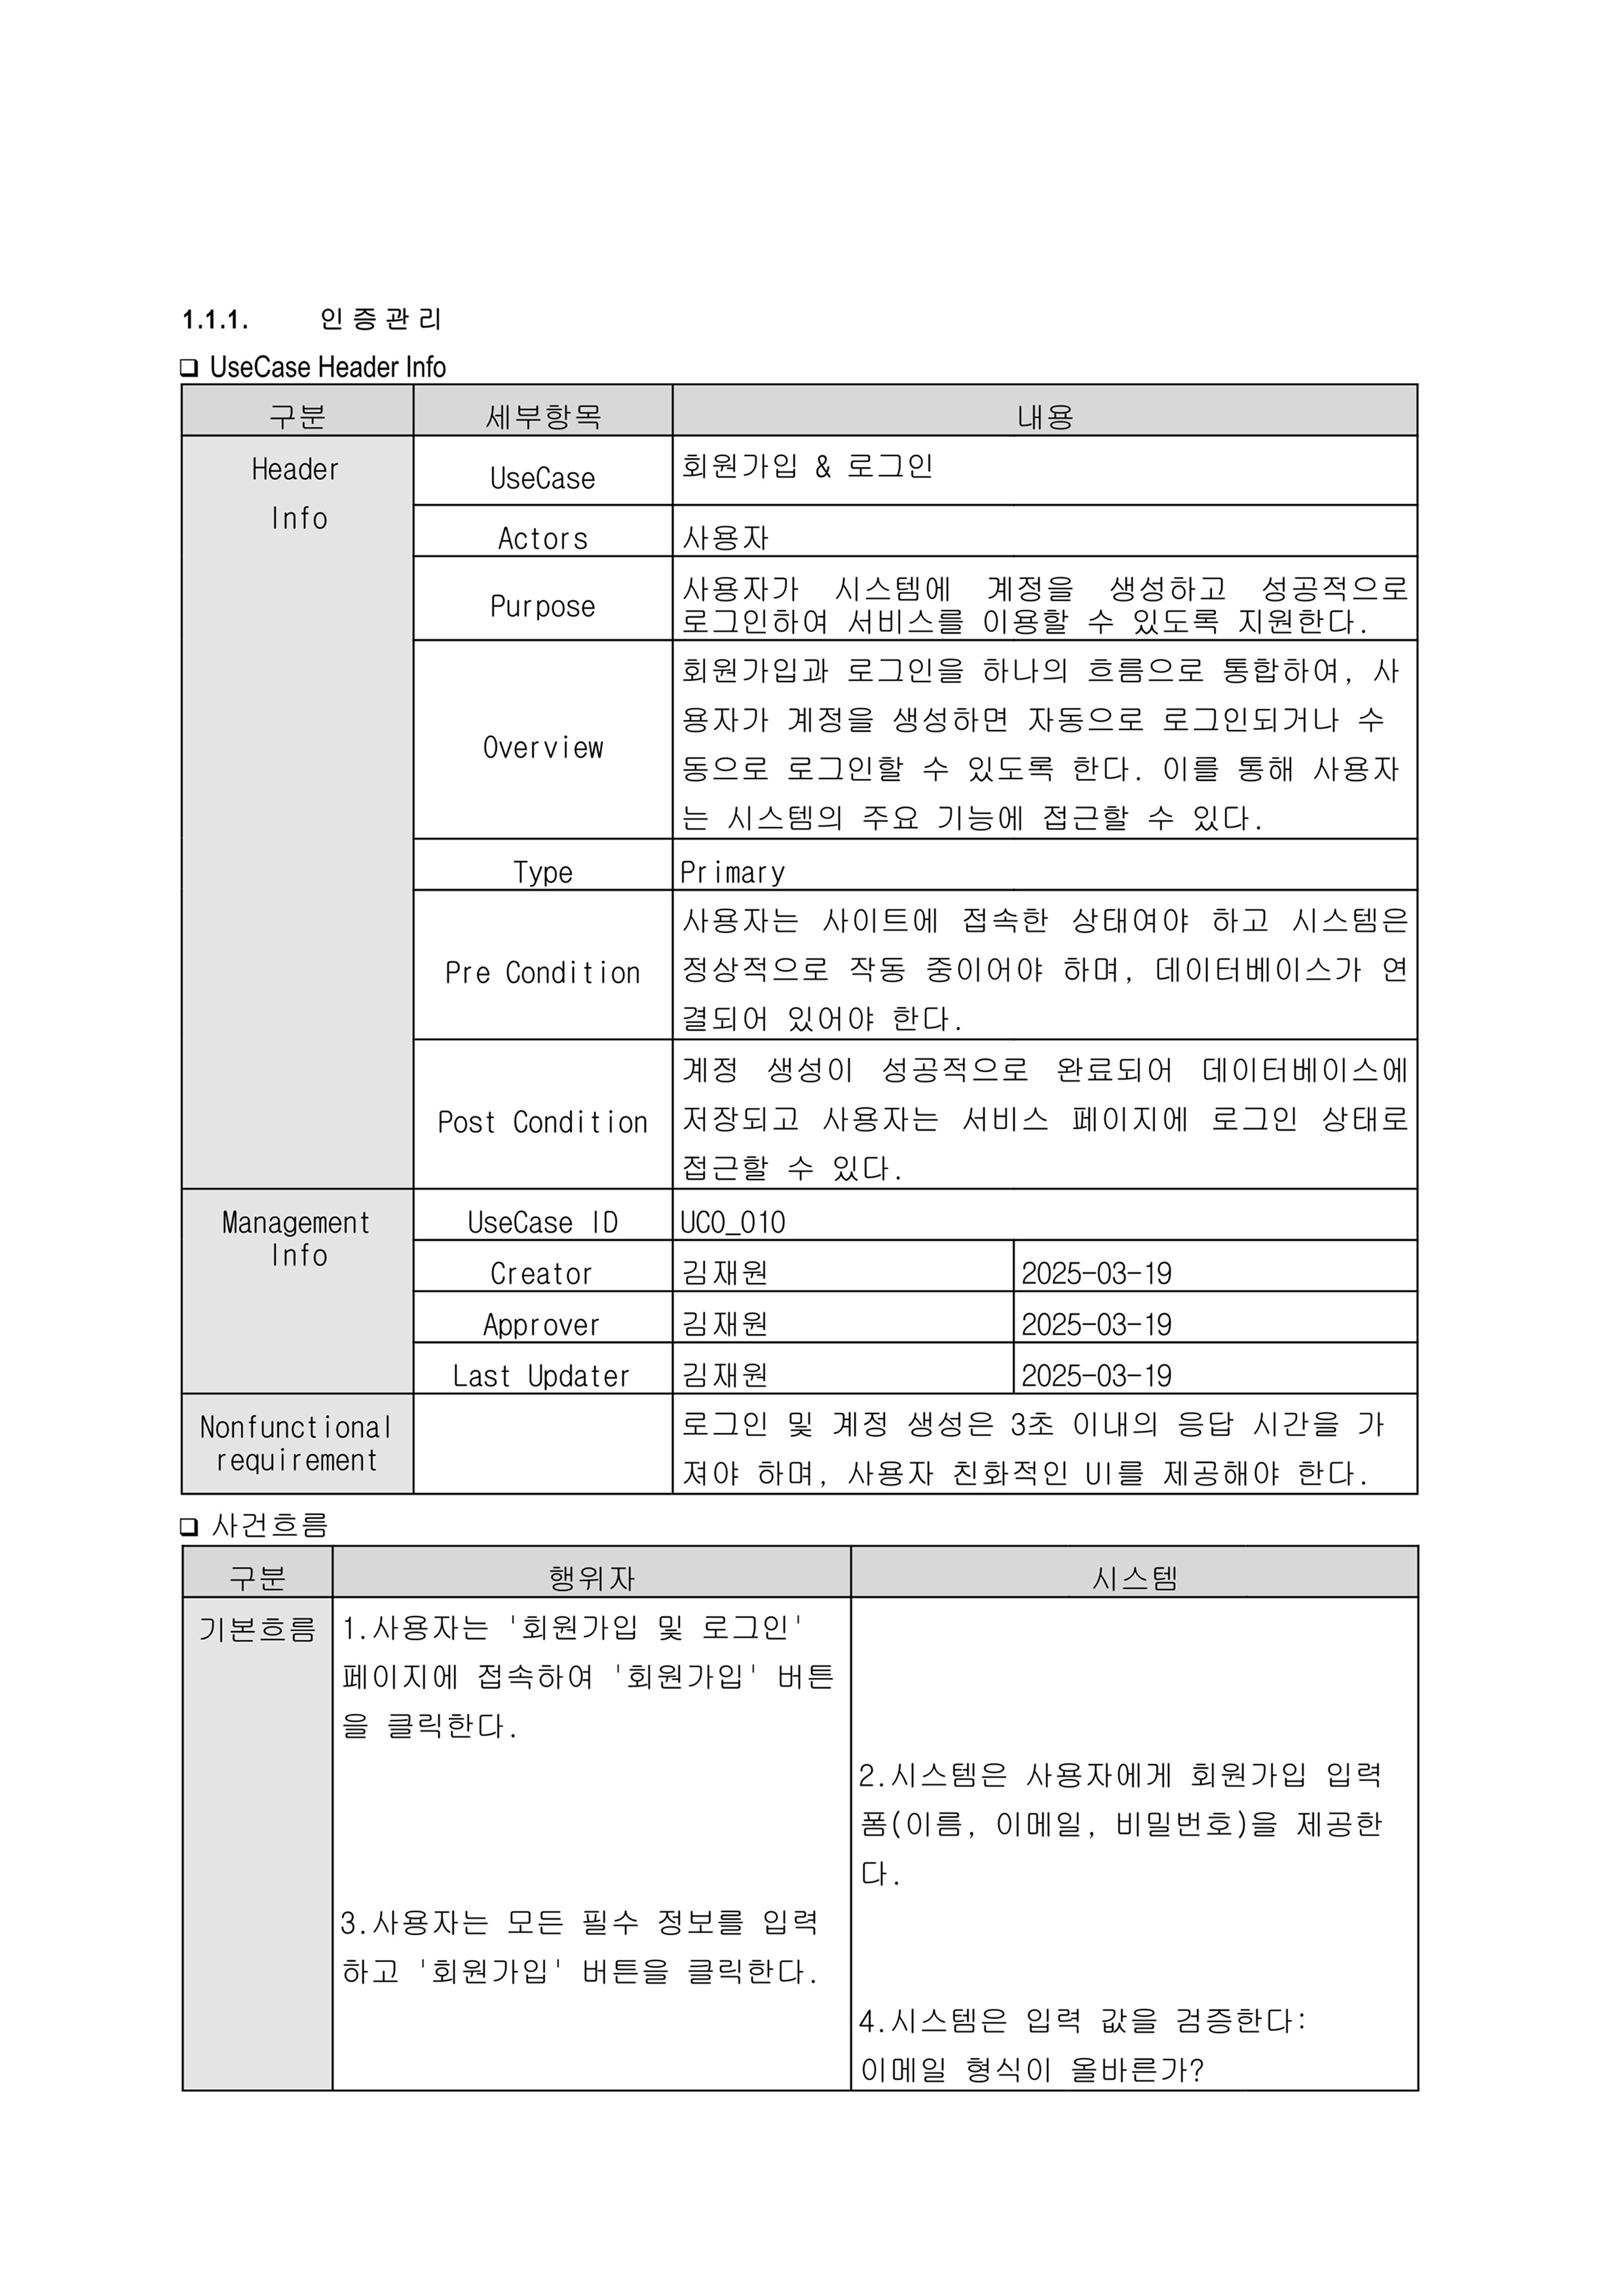 1.1.1. 인증관리
❑ UseCase Header Info
구분 세부항목 내용
Header
Info
UseCase 회원가입 & 로그인
Actors 사용자
Purpose 사용자가 시스템에 계정을 생성하고 성공적으로
로그인하여 서비스를 이용할 수 있도록 지원한다.
Overview 회원가입과 로그인을 하나의 흐름으로 통합하여, 사
용자가 계정을 생성하면 자동으로 로그인되거나 수
동으로 로그인할 수 있도록 한다. 이를 통해 사용자
는 시스템의 주요 기능에 접근할 수 있다.
Type Primary
Pre Condition 사용자는 사이트에 접속한 상태여야 하고 시스템은
정상적으로 작동 중이어야 하며, 데이터베이스가 연
결되어 있어야 한다.
Post Condition 계정 생성이 성공적으로 완료되어 데이터베이스에
저장되고 사용자는 서비스 페이지에 로그인 상태로
접근할 수 있다.
Management
Info
UseCase ID UCO_010
Creator 김재원 2025-03-19
Approver 김재원 2025-03-19
Last Updater 김재원 2025-03-19
Nonfunctional
requirement
로그인 및 계정 생성은 3초 이내의 응답 시간을 가
져야 하며, 사용자 친화적인 UI를 제공해야 한다.
❑ 사건흐름
구분 행위자 시스템
기본흐름 1.사용자는 '회원가입 및 로그인'
페이지에 접속하여 '회원가입' 버튼
을 클릭한다.
2.시스템은 사용자에게 회원가입 입력
폼(이름, 이메일, 비밀번호)을 제공한
다.
3.사용자는 모든 필수 정보를 입력
하고 '회원가입' 버튼을 클릭한다.
4.시스템은 입력 값을 검증한다:
이메일 형식이 올바른가?